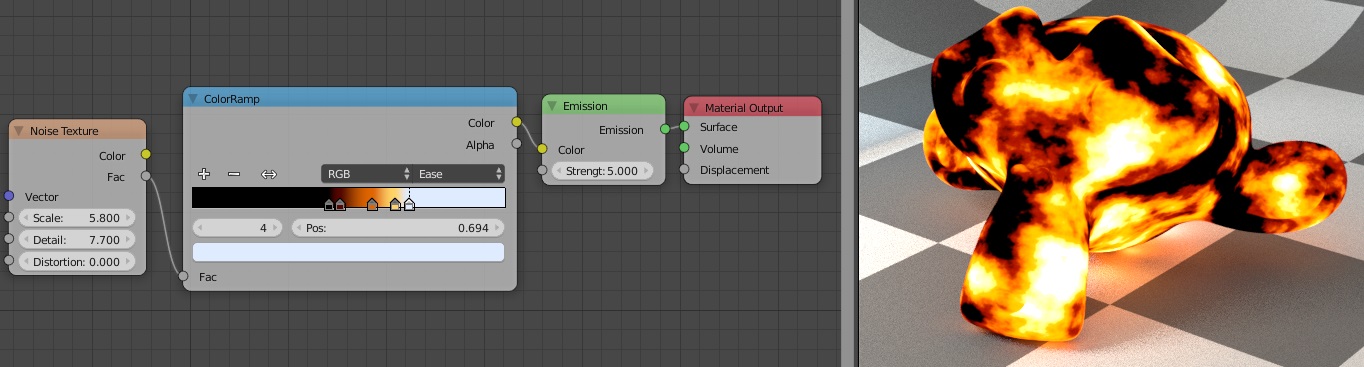 Noise Texture
Color
Fac
Vector
Scale: 5.800
Detail: 7.700
Distortion: 0.000
ColorRamp
Color
Alpha
RGB Ease
4 Pos: 0.694
Fac
Emission
Emission
Color
Strengt: 5.000
Material Output
Surface
Volume
Displacement